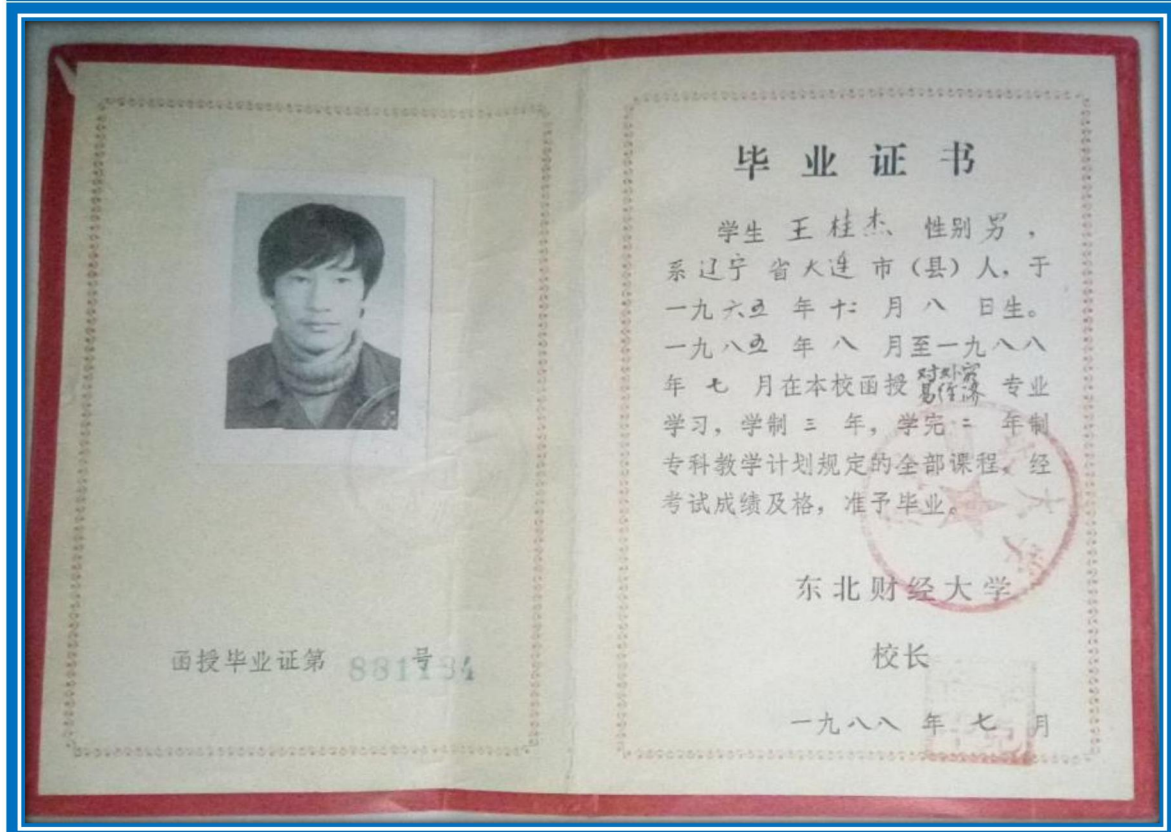 函授毕业证第 881134 号
毕业证书
学生 王桂杰 性别 男，
系辽宁省大连市（县）人，于
一九六五年十二月八日生。
一九八五年八月至一九八八
年七月在本校函授 对外贸易经济 专业
学习，学制三年，学完二年制
专科教学计划规定的全部课程，经
考试成绩及格，准予毕业。
东北财经大学
校长
一九八八年七月